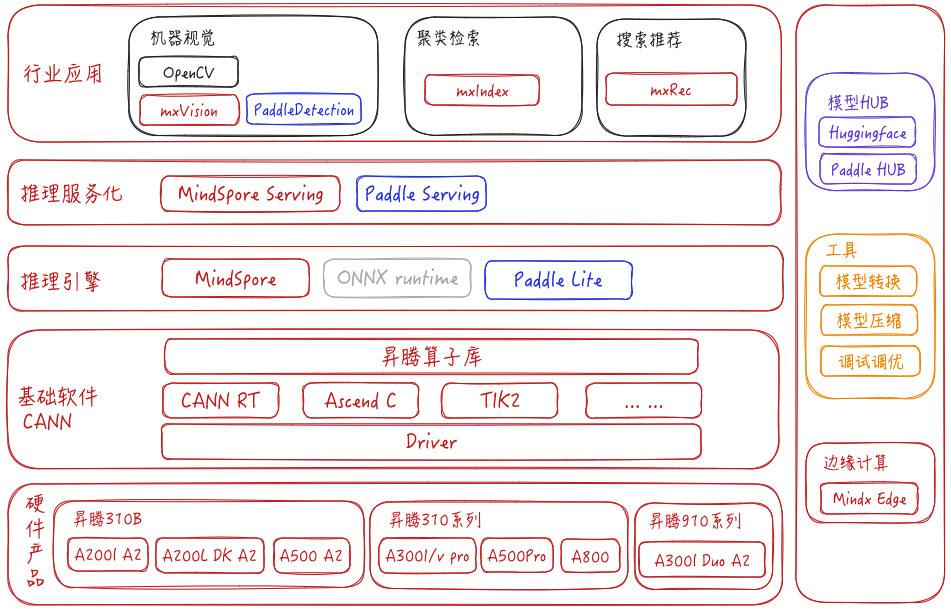 行业应用
机器视觉
OpenCV
mxVision
PaddleDetection
聚类检索
mxIndex
搜索推荐
mxRec
推理服务化
MindSpore Serving
Paddle Serving
推理引擎
MindSpore
ONNX runtime
Paddle Lite
基础软件
CANN
昇腾算子库
CANN RT
Ascend C
TIK2
... ...
Driver
硬件产品
昇腾310B
A200I A2
A200L DK A2
A500 A2
昇腾310系列
A300I/v pro
A500Pro
A800
昇腾910系列
A300I Duo A2
模型HUB
Huggingface
Paddle HUB
工具
模型转换
模型压缩
调试调优
边缘计算
Mindx Edge